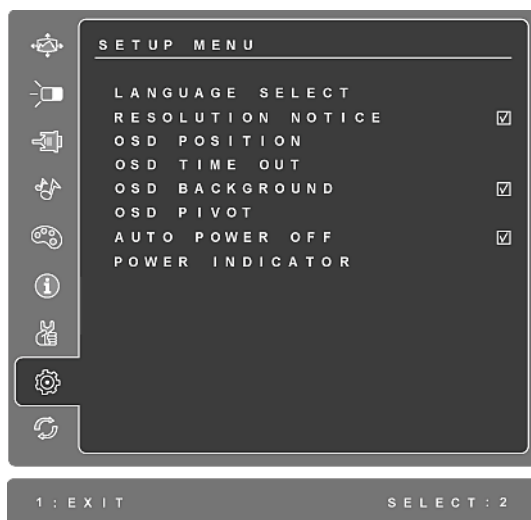 SETUP MENU
LANGUAGE SELECT
RESOLUTION NOTICE
OSD POSITION
OSD TIME OUT
OSD BACKGROUND
OSD PIVOT
AUTO POWER OFF
POWER INDICATOR
1:EXIT SELECT:2